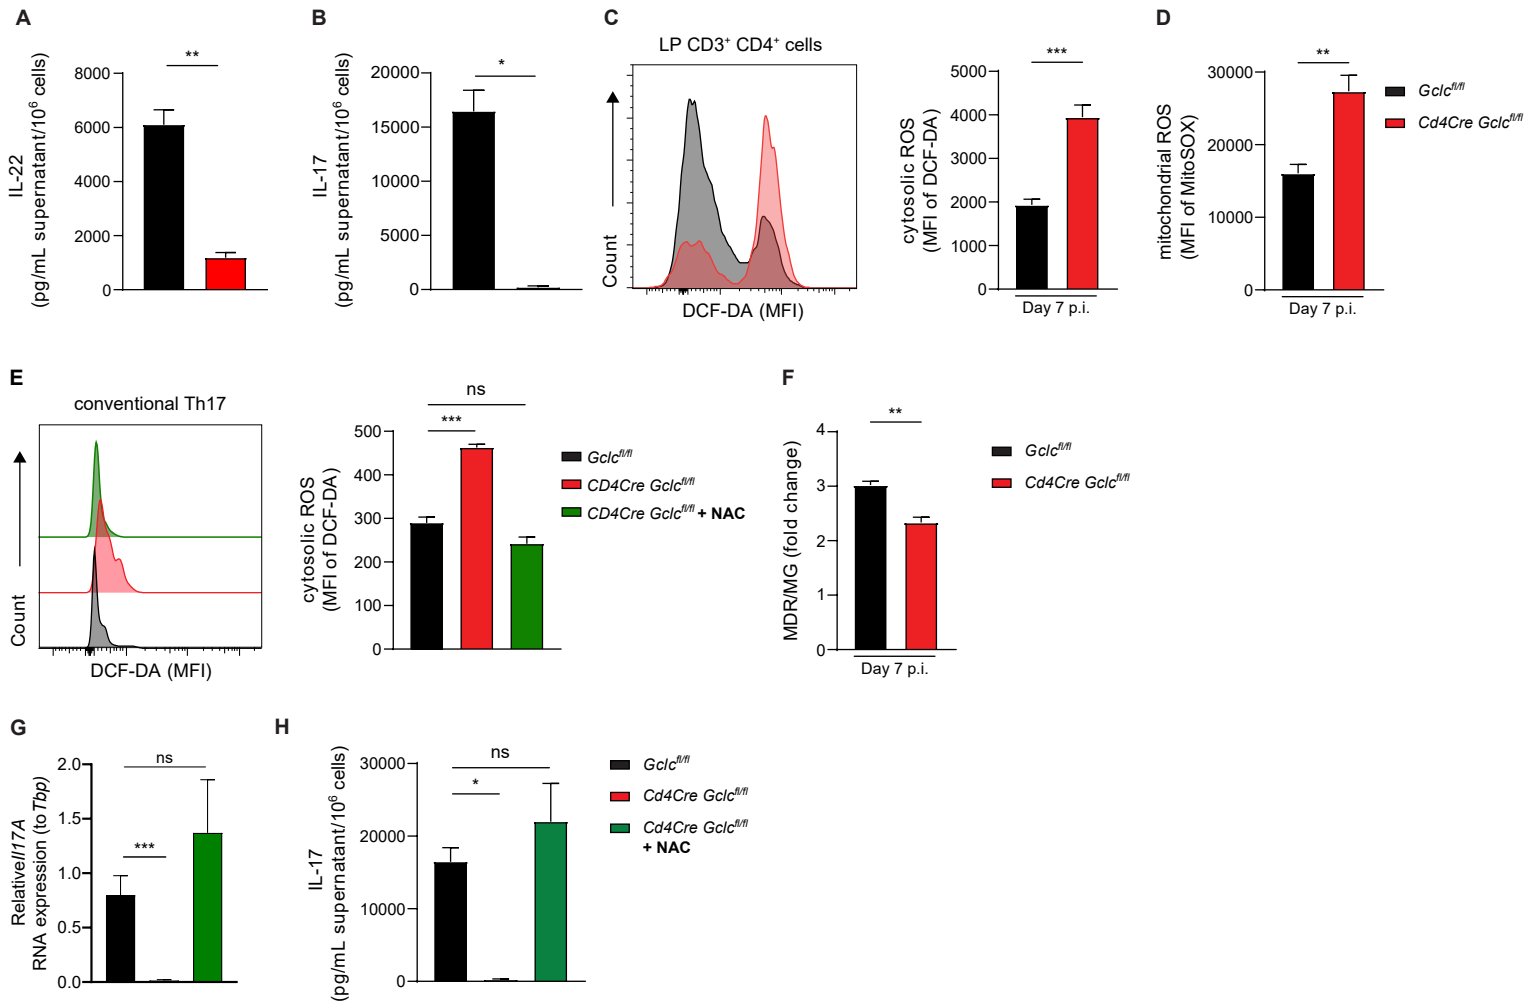 A
IL-22
(pg/mL supernatant/10⁶ cells)
8000
6000
4000
2000
0
**
B
IL-17
(pg/mL supernatant/10⁶ cells)
20000
15000
10000
5000
0
*
C
LP CD3⁺ CD4⁺ cells
Count
DCF-DA (MFI)
cytosolic ROS
(MFI of DCF-DA)
5000
4000
3000
2000
1000
0
***
Day 7 p.i.
D
mitochondrial ROS
(MFI of MitoSOX)
30000
20000
10000
0
**
Day 7 p.i.
Gclcfl/fl
Cd4Cre Gclcfl/fl
E
conventional Th17
Count
DCF-DA (MFI)
cytosolic ROS
(MFI of DCF-DA)
500
400
300
200
100
0
ns
***
Gclcfl/fl
CD4Cre Gclcfl/fl
CD4Cre Gclcfl/fl + NAC
F
MDR/MG (fold change)
4
3
2
1
0
**
Day 7 p.i.
Gclcfl/fl
Cd4Cre Gclcfl/fl
G
RelativeIl17A
RNA expression (to Tbp)
2.0
1.5
1.0
0.5
0.0
ns
***
H
IL-17
(pg/mL supernatant/10⁶ cells)
30000
20000
10000
0
ns
*
Gclcfl/fl
Cd4Cre Gclcfl/fl
Cd4Cre Gclcfl/fl
+ NAC